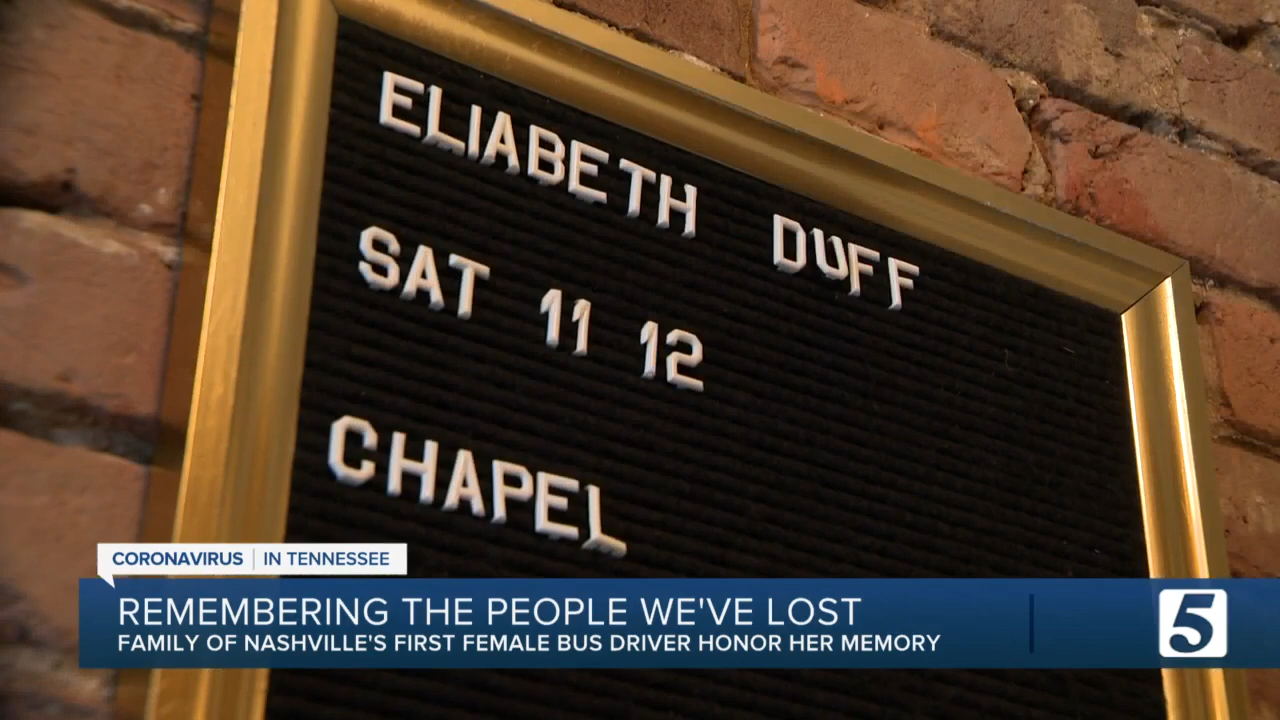 ELIABETH DUFF
SAT 11 12
CHAPEL
CORONAVIRUS | IN TENNESSEE
REMEMBERING THE PEOPLE WE'VE LOST
FAMILY OF NASHVILLE'S FIRST FEMALE BUS DRIVER HONOR HER MEMORY
5